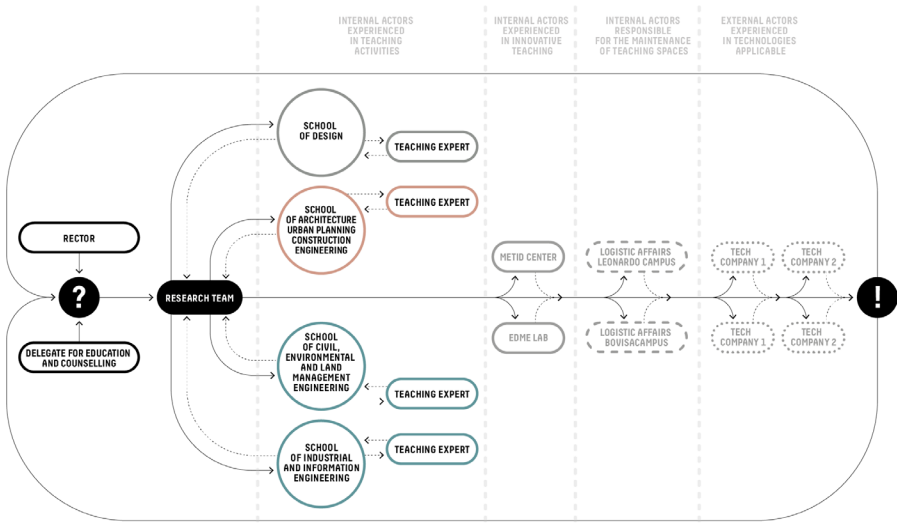 INTERNAL ACTORS
EXPERIENCED
IN TEACHING
ACTIVITIES
INTERNAL ACTORS
EXPERIENCED
IN INNOVATIVE
TEACHING
INTERNAL ACTORS
RESPONSIBLE
FOR THE MAINTENANCE
OF TEACHING SPACES
EXTERNAL ACTORS
EXPERIENCED
IN TECHNOLOGIES
APPLICABLE
SCHOOL
OF DESIGN
TEACHING EXPERT
SCHOOL
OF ARCHITECTURE
URBAN PLANNING
CONSTRUCTION
ENGINEERING
TEACHING EXPERT
RECTOR
?
DELEGATE FOR EDUCATION
AND COUNSELLING
RESEARCH TEAM
METID CENTER
EDME LAB
LOGISTIC AFFAIRS
LEONARDO CAMPUS
LOGISTIC AFFAIRS
BOVISACAMPUS
TECH
COMPANY 1
TECH
COMPANY 2
TECH
COMPANY 1
TECH
COMPANY 2
!
SCHOOL
OF CIVIL,
ENVIRONMENTAL
AND LAND
MANAGEMENT
ENGINEERING
TEACHING EXPERT
SCHOOL
OF INDUSTRIAL
AND INFORMATION
ENGINEERING
TEACHING EXPERT